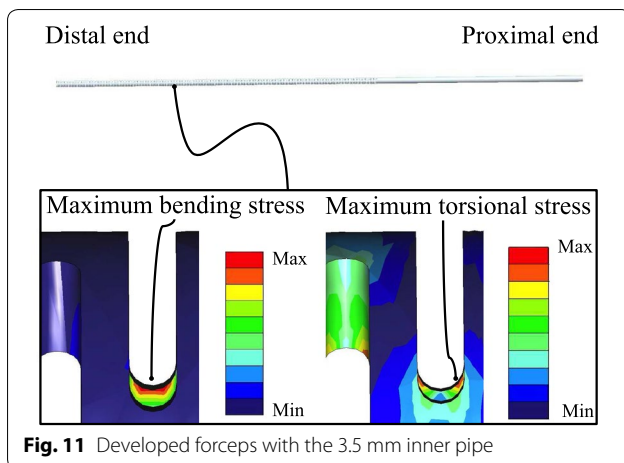 Distal end
Proximal end
Maximum bending stress
Maximum torsional stress
Max
Min
Max
Min
Fig. 11 Developed forceps with the 3.5 mm inner pipe